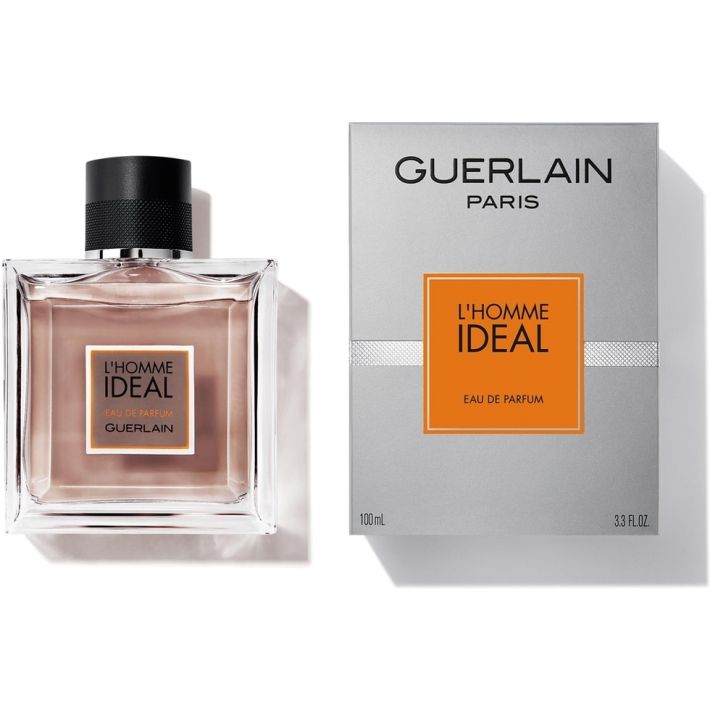 L'HOMME
IDEAL
EAU DE PARFUM
GUERLAIN
GUERLAIN
PARIS
L'HOMME
IDEAL
EAU DE PARFUM
100 mL
3.3 FL.OZ.